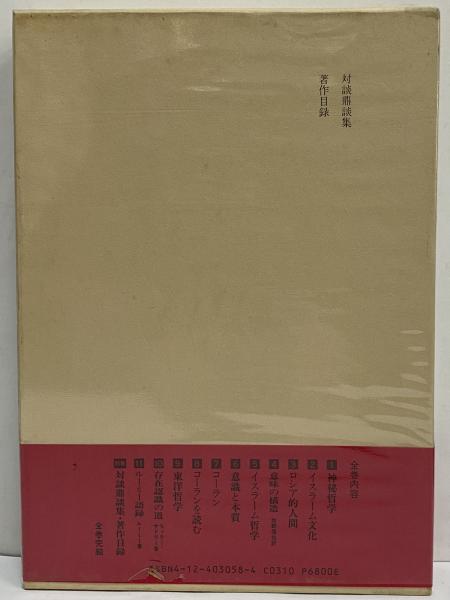 対談鼎談集
著作目録
全巻内容
1 神秘哲学
2 イスラーム文化
3 ロシア的人間
4 意味の構造
5 イスラーム哲学
6 意識と本質
7 コーラン
8 コーランを読む
9 東洋哲学
10 存在認識の道
11 ルーミー語録
対談鼎談集・著作目録
全巻完結
ISBN4-12-403058-4 C0310 P6800E